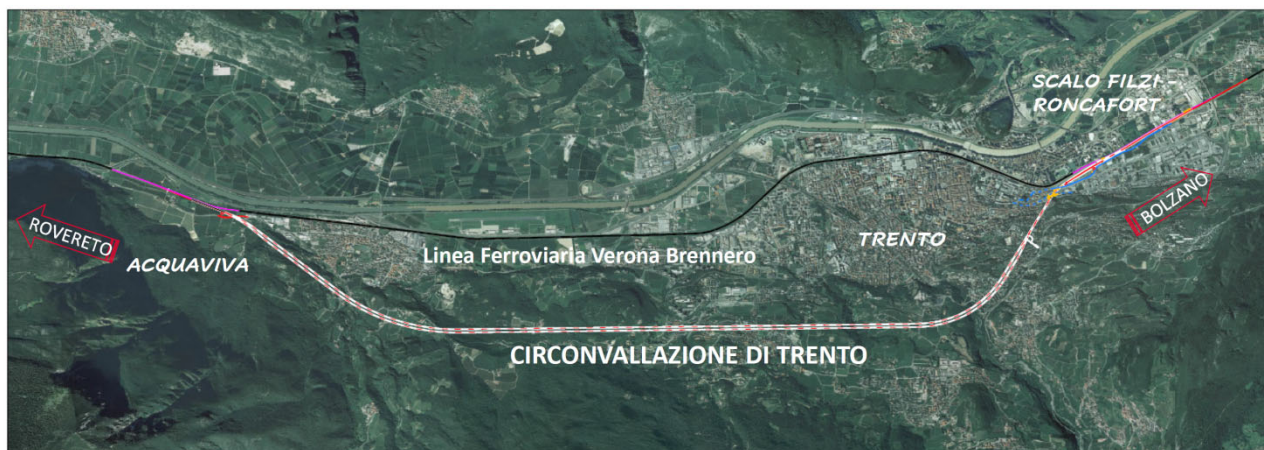 SCALO FILZI -
RONCAFORT
BOLZANO
ROVERETO
ACQUAVIVA
TRENTO
Linea Ferroviaria Verona Brennero
CIRCONVALLAZIONE DI TRENTO